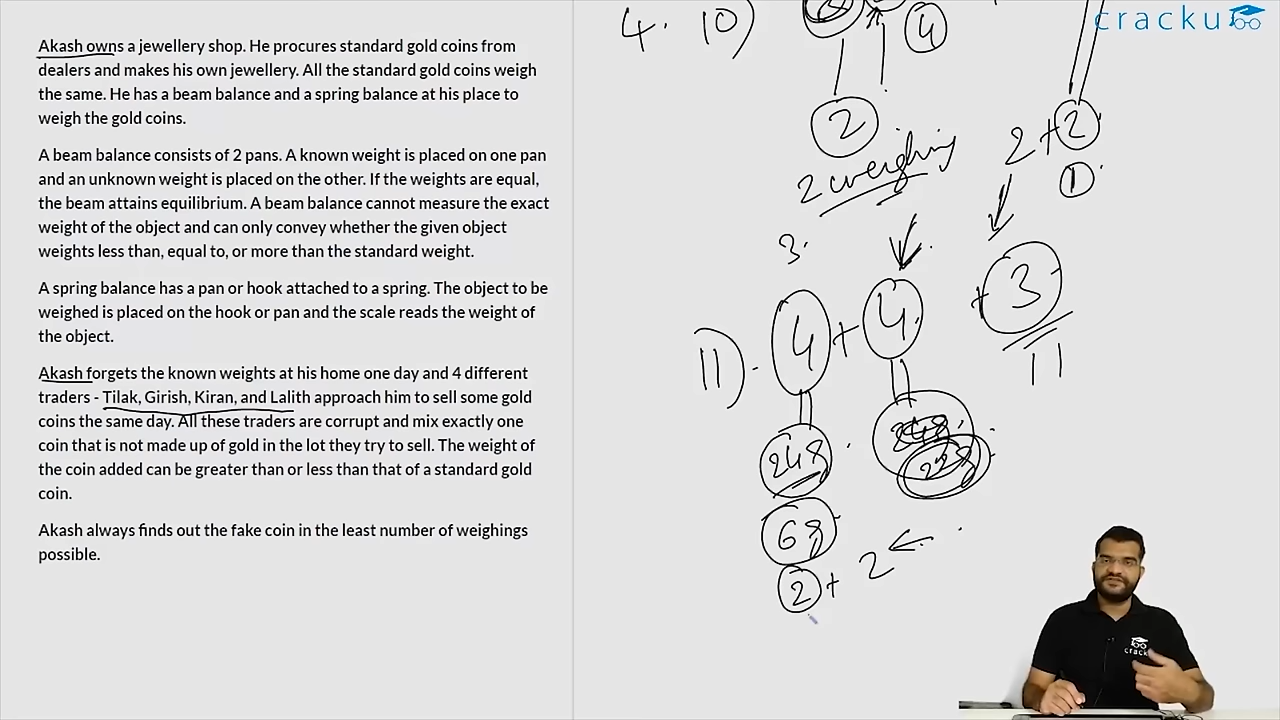 cracku
Akash owns a jewellery shop. He procures standard gold coins from
dealers and makes his own jewellery. All the standard gold coins weigh
the same. He has a beam balance and a spring balance at his place to
weigh the gold coins.
A beam balance consists of 2 pans. A known weight is placed on one pan
and an unknown weight is placed on the other. If the weights are equal,
the beam attains equilibrium. A beam balance cannot measure the exact
weight of the object and can only convey whether the given object
weights less than, equal to, or more than the standard weight.
A spring balance has a pan or hook attached to a spring. The object to be
weighed is placed on the hook or pan and the scale reads the weight of
the object.
Akash forgets the known weights at his home one day and 4 different
traders - Tilak, Girish, Kiran, and Lalith approach him to sell some gold
coins the same day. All these traders are corrupt and mix exactly one
coin that is not made up of gold in the lot they try to sell. The weight of
the coin added can be greater than or less than that of a standard gold
coin.
Akash always finds out the fake coin in the least number of weighings
possible.
4. 10) 4
2 2 + 2
2 weighing 1
3.
11) 4 + 4 + 3
11
24g
6g
2 + 2
cracku